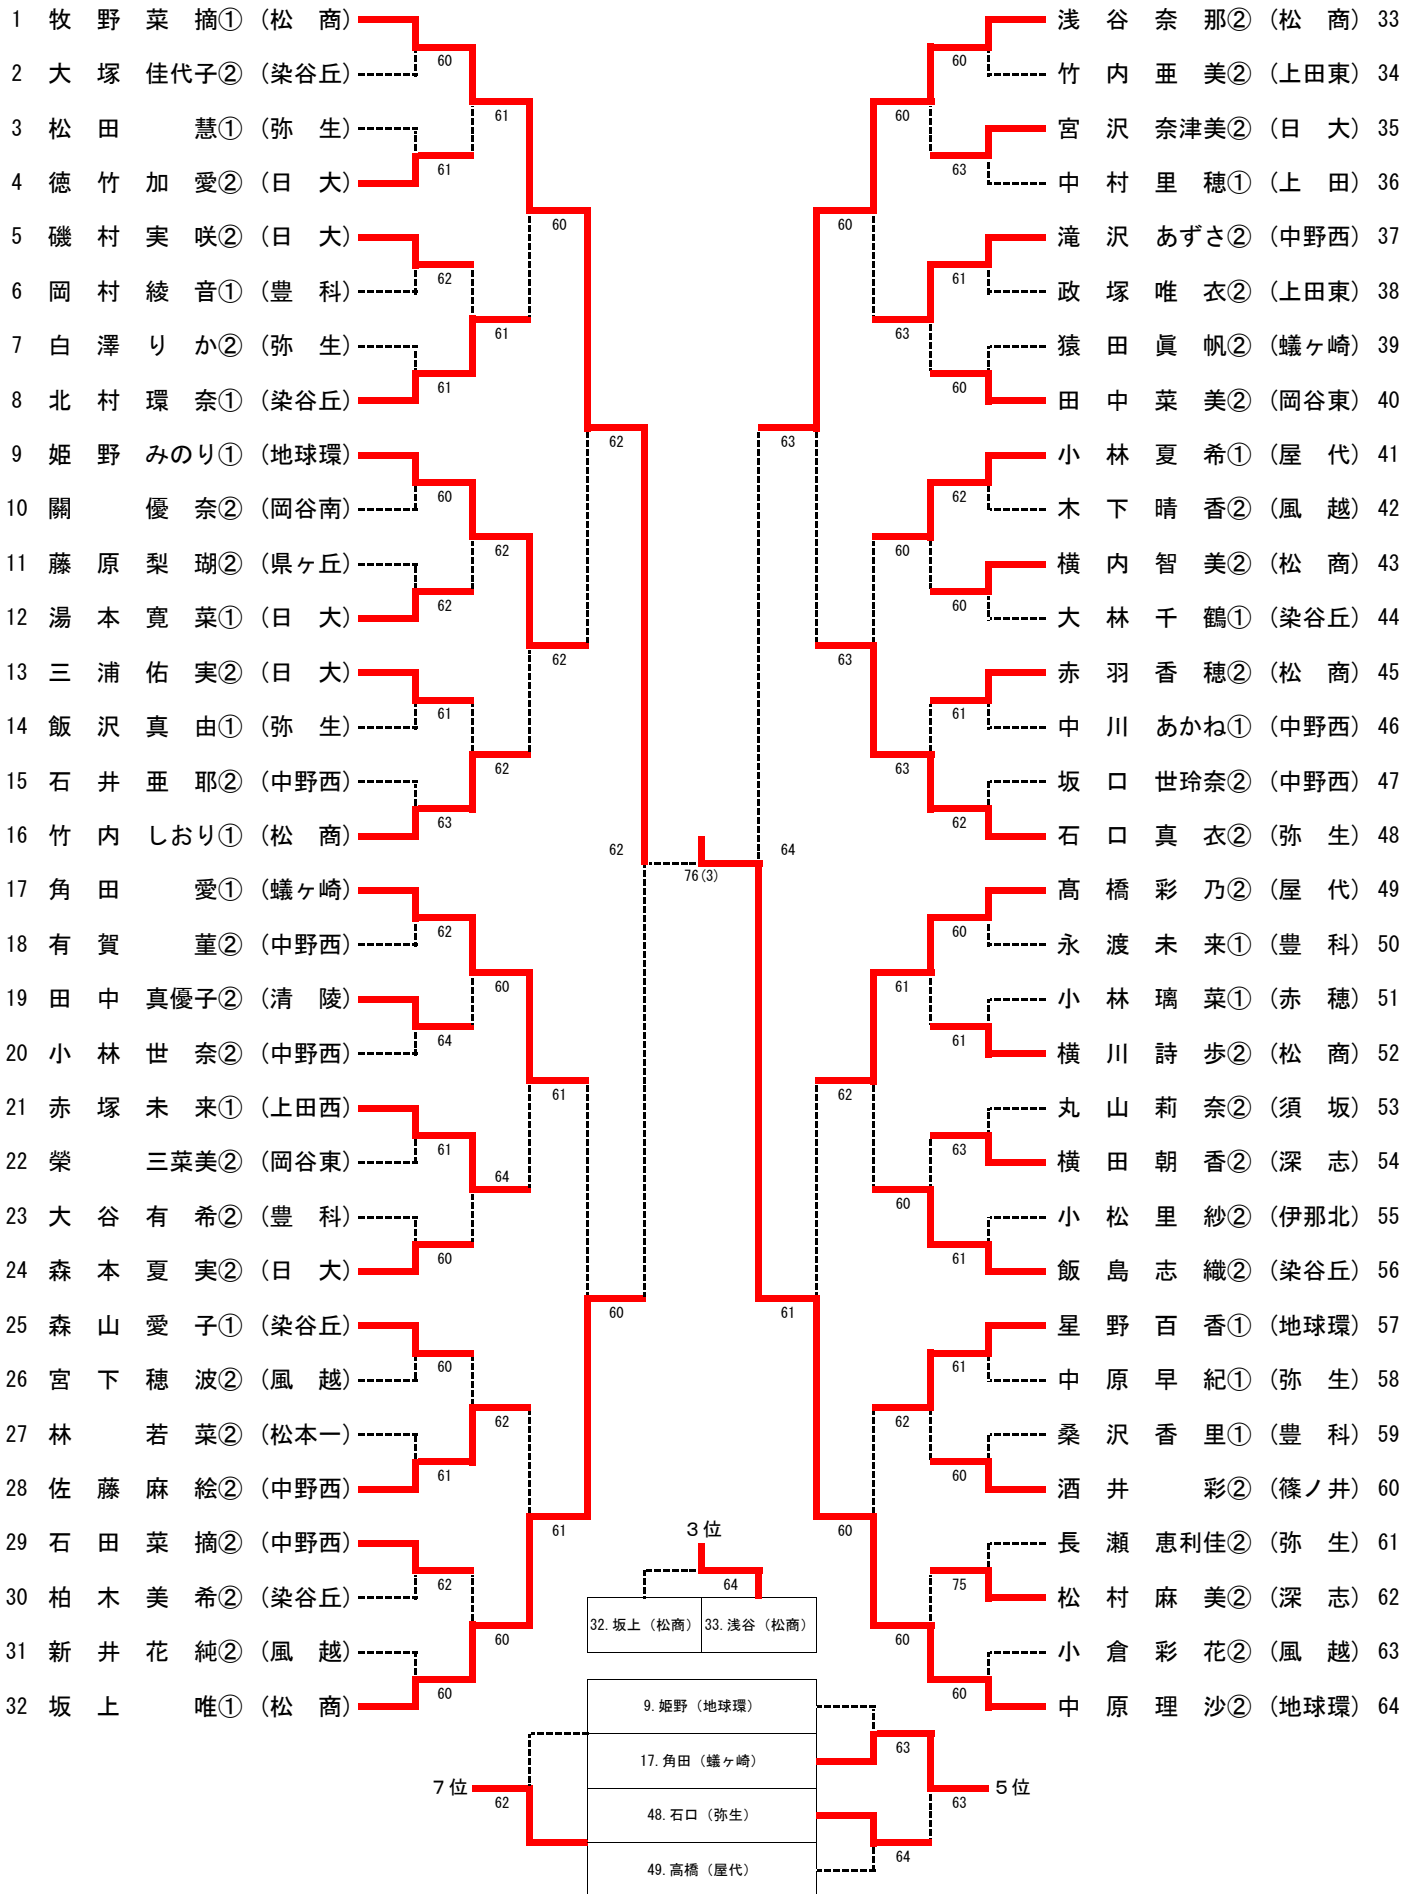 1 牧 野 菜 摘① （松 商）
2 大 塚 佳代子② （染谷丘）
3 松 田 慧① （弥 生）
4 徳 竹 加 愛② （日 大）
5 磯 村 実 咲② （日 大）
6 岡 村 綾 音① （豊 科）
7 白 澤 り か② （弥 生）
8 北 村 環 奈① （染谷丘）
9 姫 野 みのり① （地球環）
10 關 優 奈② （岡谷南）
11 藤 原 梨 瑚② （県ヶ丘）
12 湯 本 寛 菜① （日 大）
13 三 浦 佑 実② （日 大）
14 飯 沢 真 由① （弥 生）
15 石 井 亜 耶② （中野西）
16 竹 内 しおり① （松 商）
17 角 田 愛① （蟻ヶ崎）
18 有 賀 菫② （中野西）
19 田 中 真優子② （清 陵）
20 小 林 世 奈② （中野西）
21 赤 塚 未 来① （上田西）
22 榮 三菜美② （岡谷東）
23 大 谷 有 希② （豊 科）
24 森 本 夏 実② （日 大）
25 森 山 愛 子① （染谷丘）
26 宮 下 穂 波② （風 越）
27 林 若 菜② （松本一）
28 佐 藤 麻 絵② （中野西）
29 石 田 菜 摘② （中野西）
30 柏 木 美 希② （染谷丘）
31 新 井 花 純② （風 越）
32 坂 上 唯① （松 商）
60
61
62
61
60
62
61
63
62
64
61
60
60
61
62
60
61
61
62
62
60
64
62
60
60
62
61
61
62
60
62
76(3)
64
63
61
60
63
62
60
60
63
60
63
61
60
62
60
60
63
61
60
62
60
61
62
60
61
63
61
61
60
75
60
浅 谷 奈 那② （松 商） 33
竹 内 亜 美② （上田東） 34
宮 沢 奈津美② （日 大） 35
中 村 里 穂① （上 田） 36
滝 沢 あずさ② （中野西） 37
政 塚 唯 衣② （上田東） 38
猿 田 眞 帆② （蟻ヶ崎） 39
田 中 菜 美② （岡谷東） 40
小 林 夏 希① （屋 代） 41
木 下 晴 香② （風 越） 42
横 内 智 美② （松 商） 43
大 林 千 鶴① （染谷丘） 44
赤 羽 香 穂② （松 商） 45
中 川 あかね① （中野西） 46
坂 口 世玲奈② （中野西） 47
石 口 真 衣② （弥 生） 48
髙 橋 彩 乃② （屋 代） 49
永 渡 未 来① （豊 科） 50
小 林 璃 菜① （赤 穂） 51
横 川 詩 歩② （松 商） 52
丸 山 莉 奈② （須 坂） 53
横 田 朝 香② （深 志） 54
小 松 里 紗② （伊那北） 55
飯 島 志 織② （染谷丘） 56
星 野 百 香① （地球環） 57
中 原 早 紀① （弥 生） 58
桑 沢 香 里① （豊 科） 59
酒 井 彩② （篠ノ井） 60
長 瀬 恵利佳② （弥 生） 61
松 村 麻 美② （深 志） 62
小 倉 彩 花② （風 越） 63
中 原 理 沙② （地球環） 64
３位
64
32.坂上（松商） 33.浅谷（松商）
9.姫野（地球環）
17.角田（蟻ヶ崎）
48.石口（弥生）
49.高橋（屋代）
63
64
７位
62
５位
63